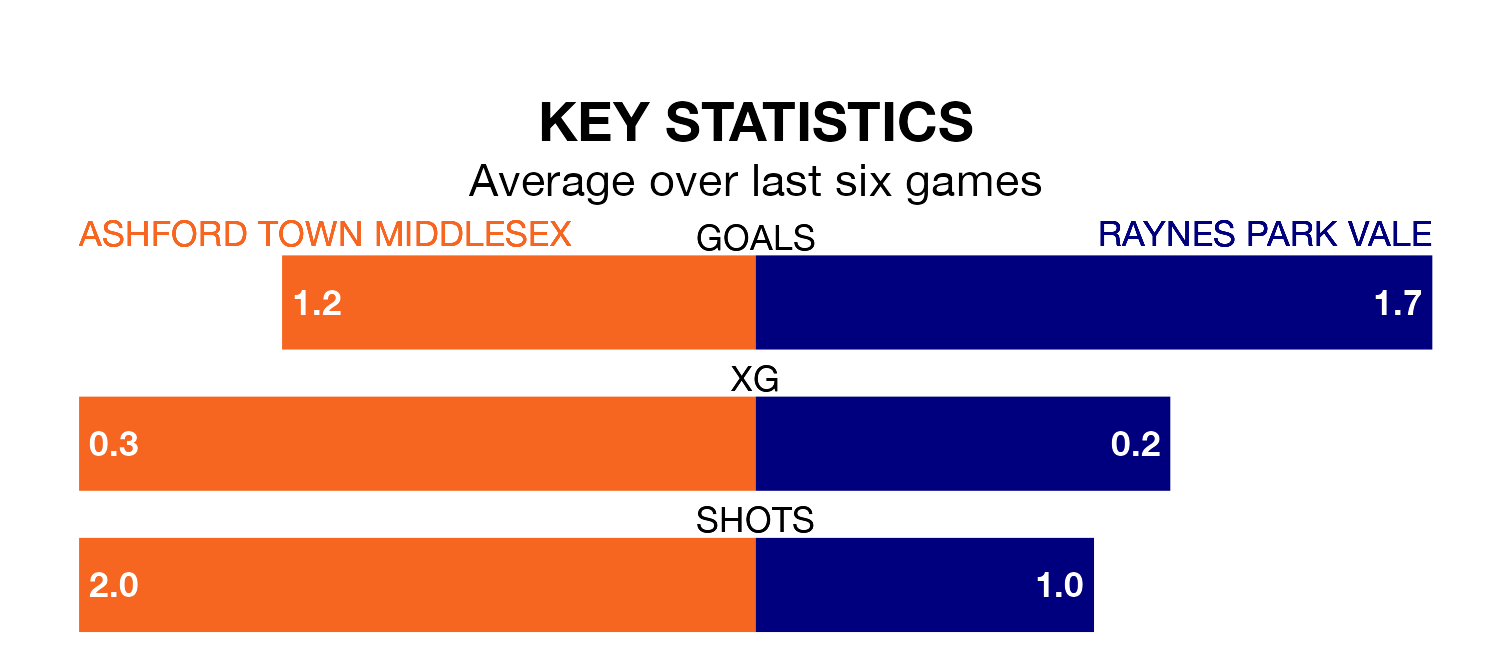 KEY STATISTICS
Average over last six games
ASHFORD TOWN MIDDLESEX GOALS RAYNES PARK VALE
1.2 1.7
XG
0.3 0.2
SHOTS
2.0 1.0